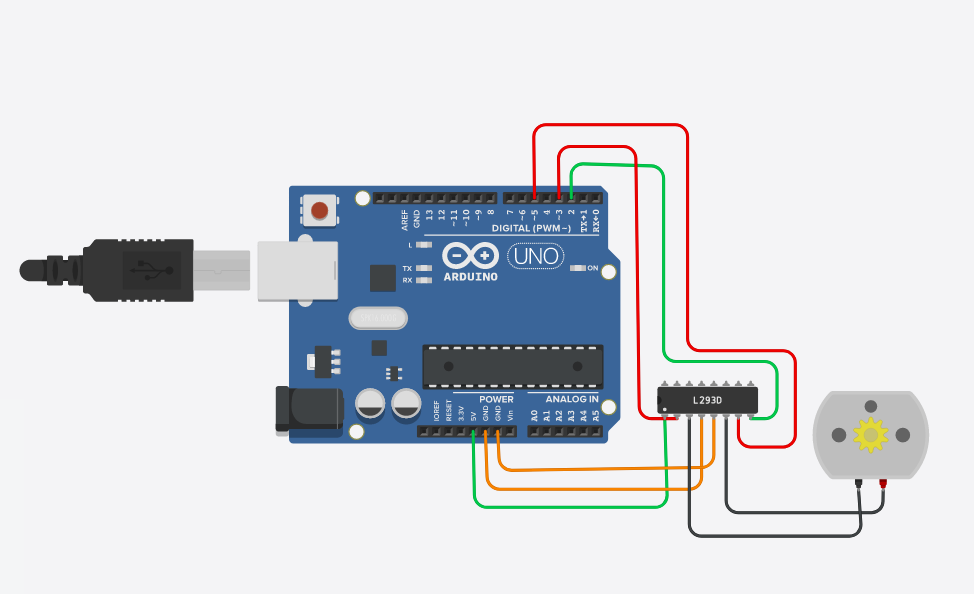 AREF
GND
13
12
~11
~10
~9
8
7
~6
~5
4
~3
2
TX→1
RX←0
DIGITAL (PWM~)
L
TX
RX
UNO
ON
ARDUINO
L293D
POWER
ANALOG IN
IOREF
RESET
3.3V
5V
GND
GND
Vin
A0
A1
A2
A3
A4
A5